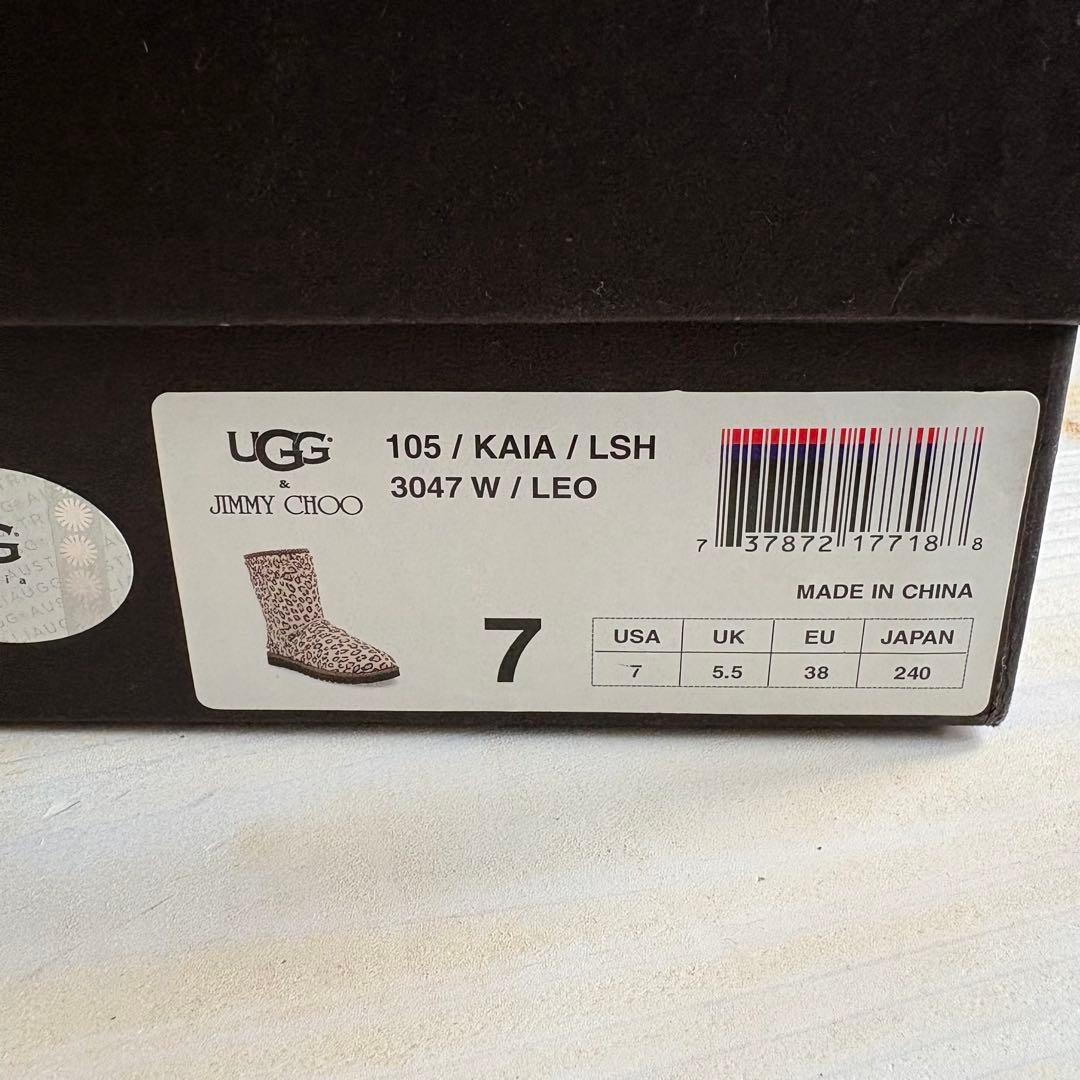 UGG
&
JIMMY CHOO
105 / KAIA / LSH
3047 W / LEO
7 37872 17718 8
MADE IN CHINA
7
USA UK EU JAPAN
7 5.5 38 240
G
ia